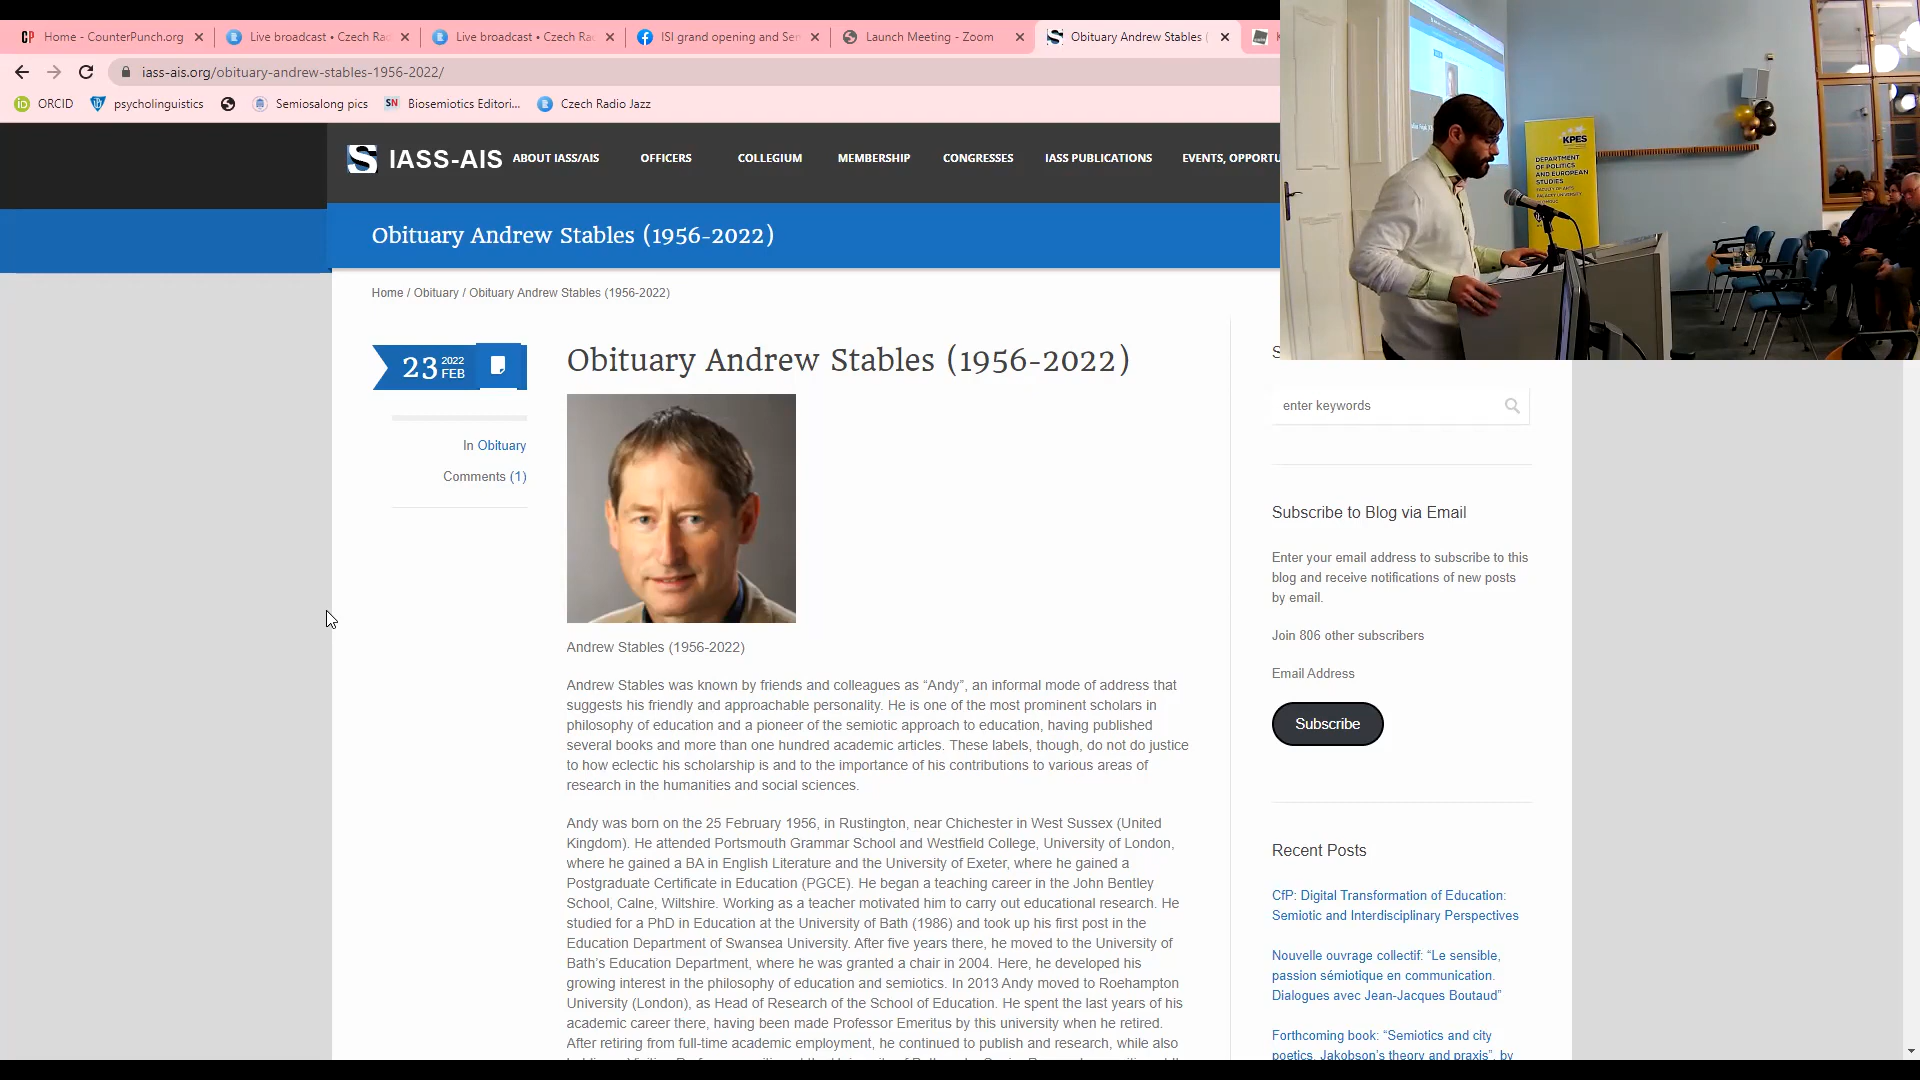 Home - CounterPunch.org
Live broadcast • Czech Ra
Live broadcast • Czech Ra
ISI grand opening and Se
Launch Meeting - Zoom
Obituary Andrew Stables (
iass-ais.org/obituary-andrew-stables-1956-2022/
ORCID
psycholinguistics
Semiosalong pics
SN Biosemiotics Editori...
Czech Radio Jazz
IASS-AIS
ABOUT IASS/AIS
OFFICERS
COLLEGIUM
MEMBERSHIP
CONGRESSES
IASS PUBLICATIONS
EVENTS, OPPORTU
KPES
DEPARTMENT
OF POLITICS
AND EUROPEAN
STUDIES
Obituary Andrew Stables (1956-2022)
Home / Obituary / Obituary Andrew Stables (1956-2022)
23 2022 FEB
In Obituary
Comments (1)
Obituary Andrew Stables (1956-2022)
Andrew Stables (1956-2022)
Andrew Stables was known by friends and colleagues as “Andy”, an informal mode of address that
suggests his friendly and approachable personality. He is one of the most prominent scholars in
philosophy of education and a pioneer of the semiotic approach to education, having published
several books and more than one hundred academic articles. These labels, though, do not do justice
to how eclectic his scholarship is and to the importance of his contributions to various areas of
research in the humanities and social sciences.
Andy was born on the 25 February 1956, in Rustington, near Chichester in West Sussex (United
Kingdom). He attended Portsmouth Grammar School and Westfield College, University of London,
where he gained a BA in English Literature and the University of Exeter, where he gained a
Postgraduate Certificate in Education (PGCE). He began a teaching career in the John Bentley
School, Calne, Wiltshire. Working as a teacher motivated him to carry out educational research. He
studied for a PhD in Education at the University of Bath (1986) and took up his first post in the
Education Department of Swansea University. After five years there, he moved to the University of
Bath’s Education Department, where he was granted a chair in 2004. Here, he developed his
growing interest in the philosophy of education and semiotics. In 2013 Andy moved to Roehampton
University (London), as Head of Research of the School of Education. He spent the last years of his
academic career there, having been made Professor Emeritus by this university when he retired.
After retiring from full-time academic employment, he continued to publish and research, while also
enter keywords
Subscribe to Blog via Email
Enter your email address to subscribe to this
blog and receive notifications of new posts
by email.
Join 806 other subscribers
Email Address
Subscribe
Recent Posts
CfP: Digital Transformation of Education:
Semiotic and Interdisciplinary Perspectives
Nouvelle ouvrage collectif: “Le sensible,
passion sémiotique en communication.
Dialogues avec Jean-Jacques Boutaud”
Forthcoming book: “Semiotics and city
poetics. Jakobson’s theory and praxis”, by